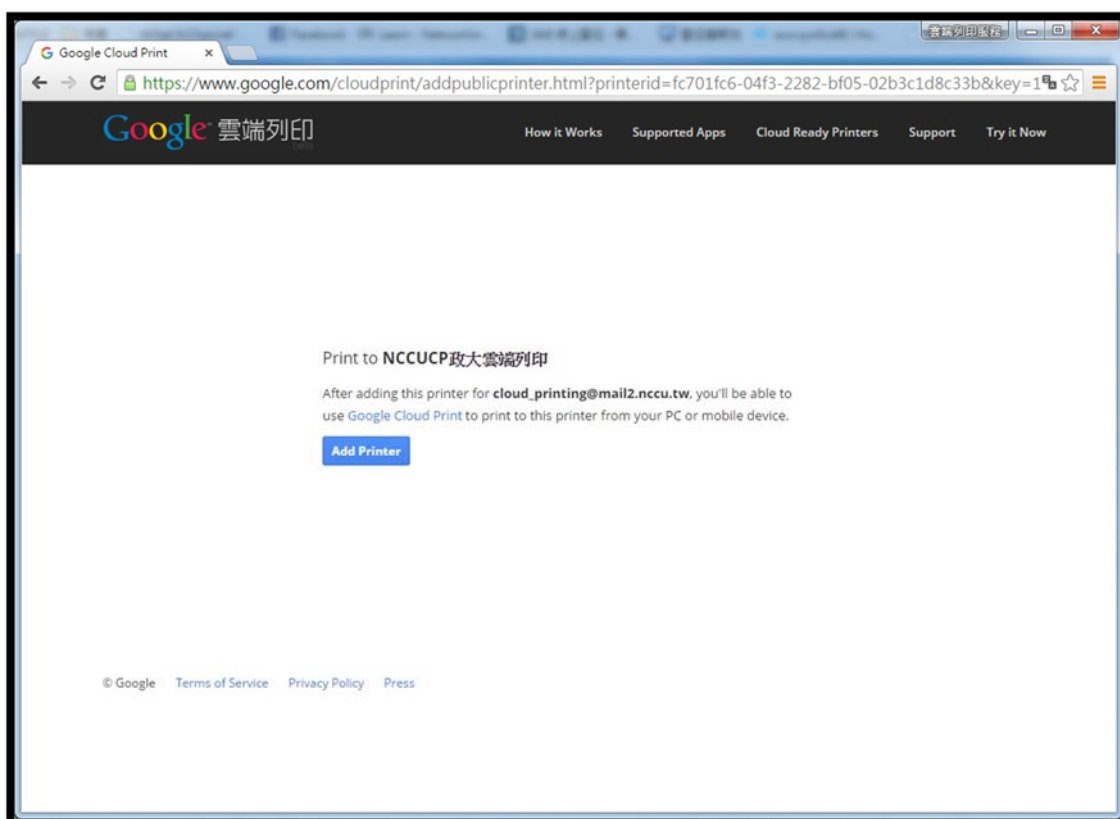 雲端列印服務
Google Cloud Print
https://www.google.com/cloudprint/addpublicprinter.html?printerid=fc701fc6-04f3-2282-bf05-02b3c1d8c33b&key=1
Google 雲端列印
beta
How it Works Supported Apps Cloud Ready Printers Support Try it Now
Print to NCCUCP政大雲端列印
After adding this printer for cloud_printing@mail2.nccu.tw, you'll be able to
use Google Cloud Print to print to this printer from your PC or mobile device.
Add Printer
© Google Terms of Service Privacy Policy Press